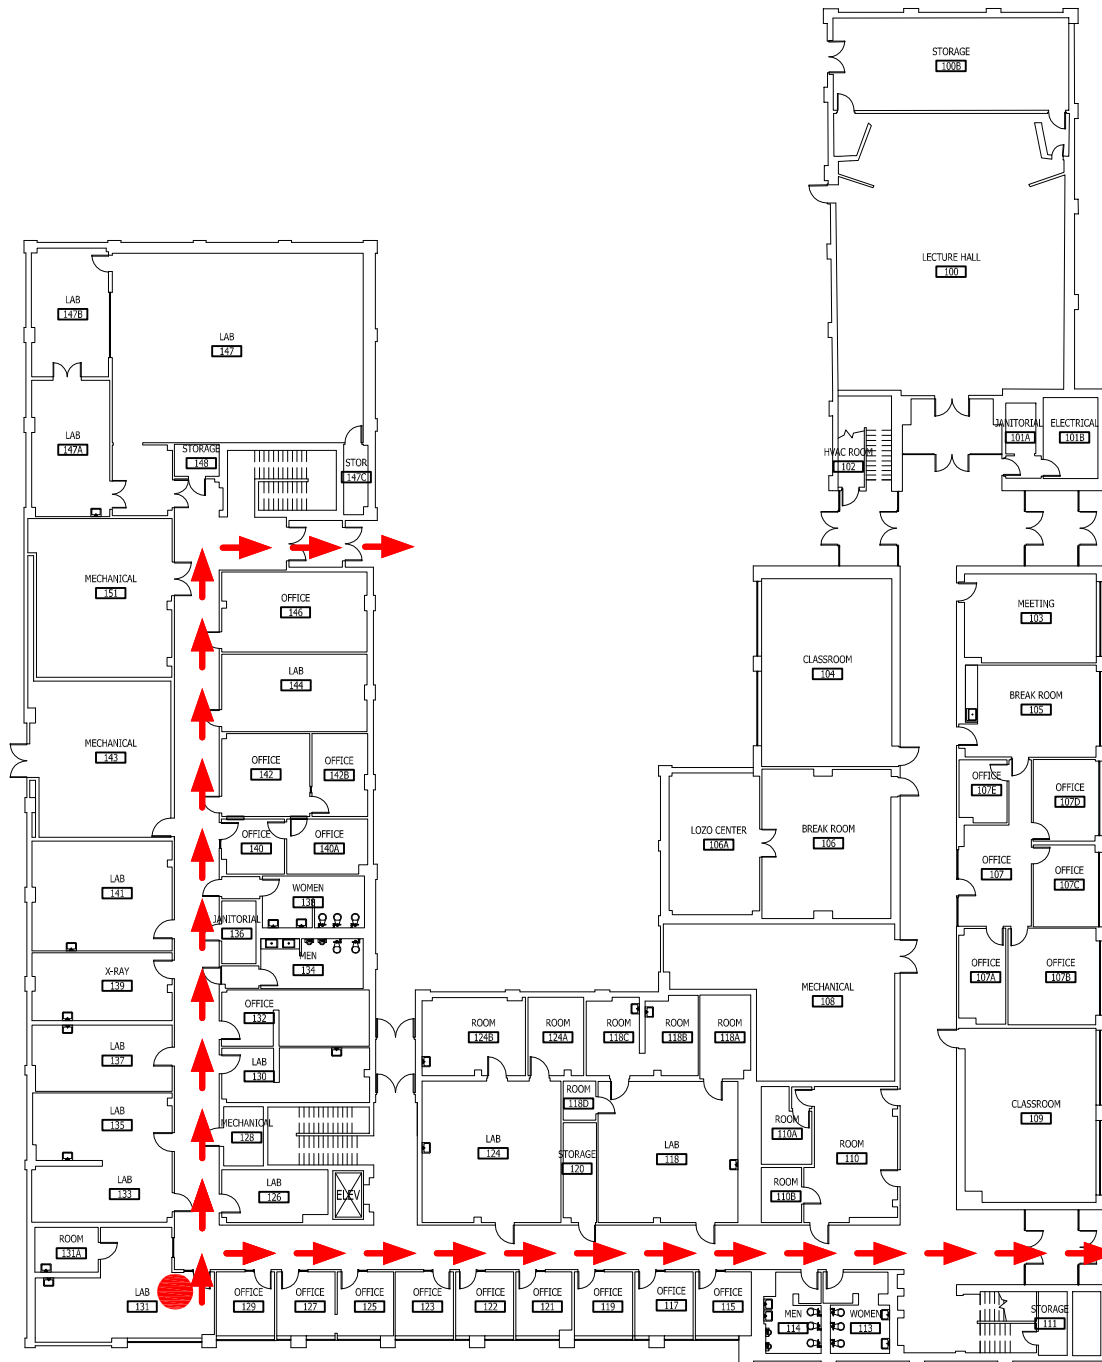 STORAGE
100B
LECTURE HALL
100
LAB
147B
LAB
147
LAB
147A
STORAGE
148
STOR
147C
JANITORIAL
101A
ELECTRICAL
101B
HVAC ROOM
102
MECHANICAL
151
OFFICE
146
MEETING
103
LAB
144
CLASSROOM
104
BREAK ROOM
105
MECHANICAL
143
OFFICE
142
OFFICE
142B
OFFICE
107E
OFFICE
107D
OFFICE
140
OFFICE
140A
LOZO CENTER
106A
BREAK ROOM
106
OFFICE
107
OFFICE
107C
LAB
141
WOMEN
138
JANITORIAL
136
MEN
134
X-RAY
139
OFFICE
107A
OFFICE
107B
MECHANICAL
108
OFFICE
132
ROOM
124B
ROOM
124A
ROOM
118C
ROOM
118B
ROOM
118A
LAB
137
LAB
130
ROOM
118D
LAB
135
MECHANICAL
128
CLASSROOM
109
LAB
124
STORAGE
120
LAB
118
ROOM
110A
ROOM
110
LAB
133
LAB
126
ELEV
ROOM
110B
ROOM
131A
LAB
131
OFFICE
129
OFFICE
127
OFFICE
125
OFFICE
123
OFFICE
122
OFFICE
121
OFFICE
119
OFFICE
117
OFFICE
115
MEN
114
WOMEN
113
STORAGE
111